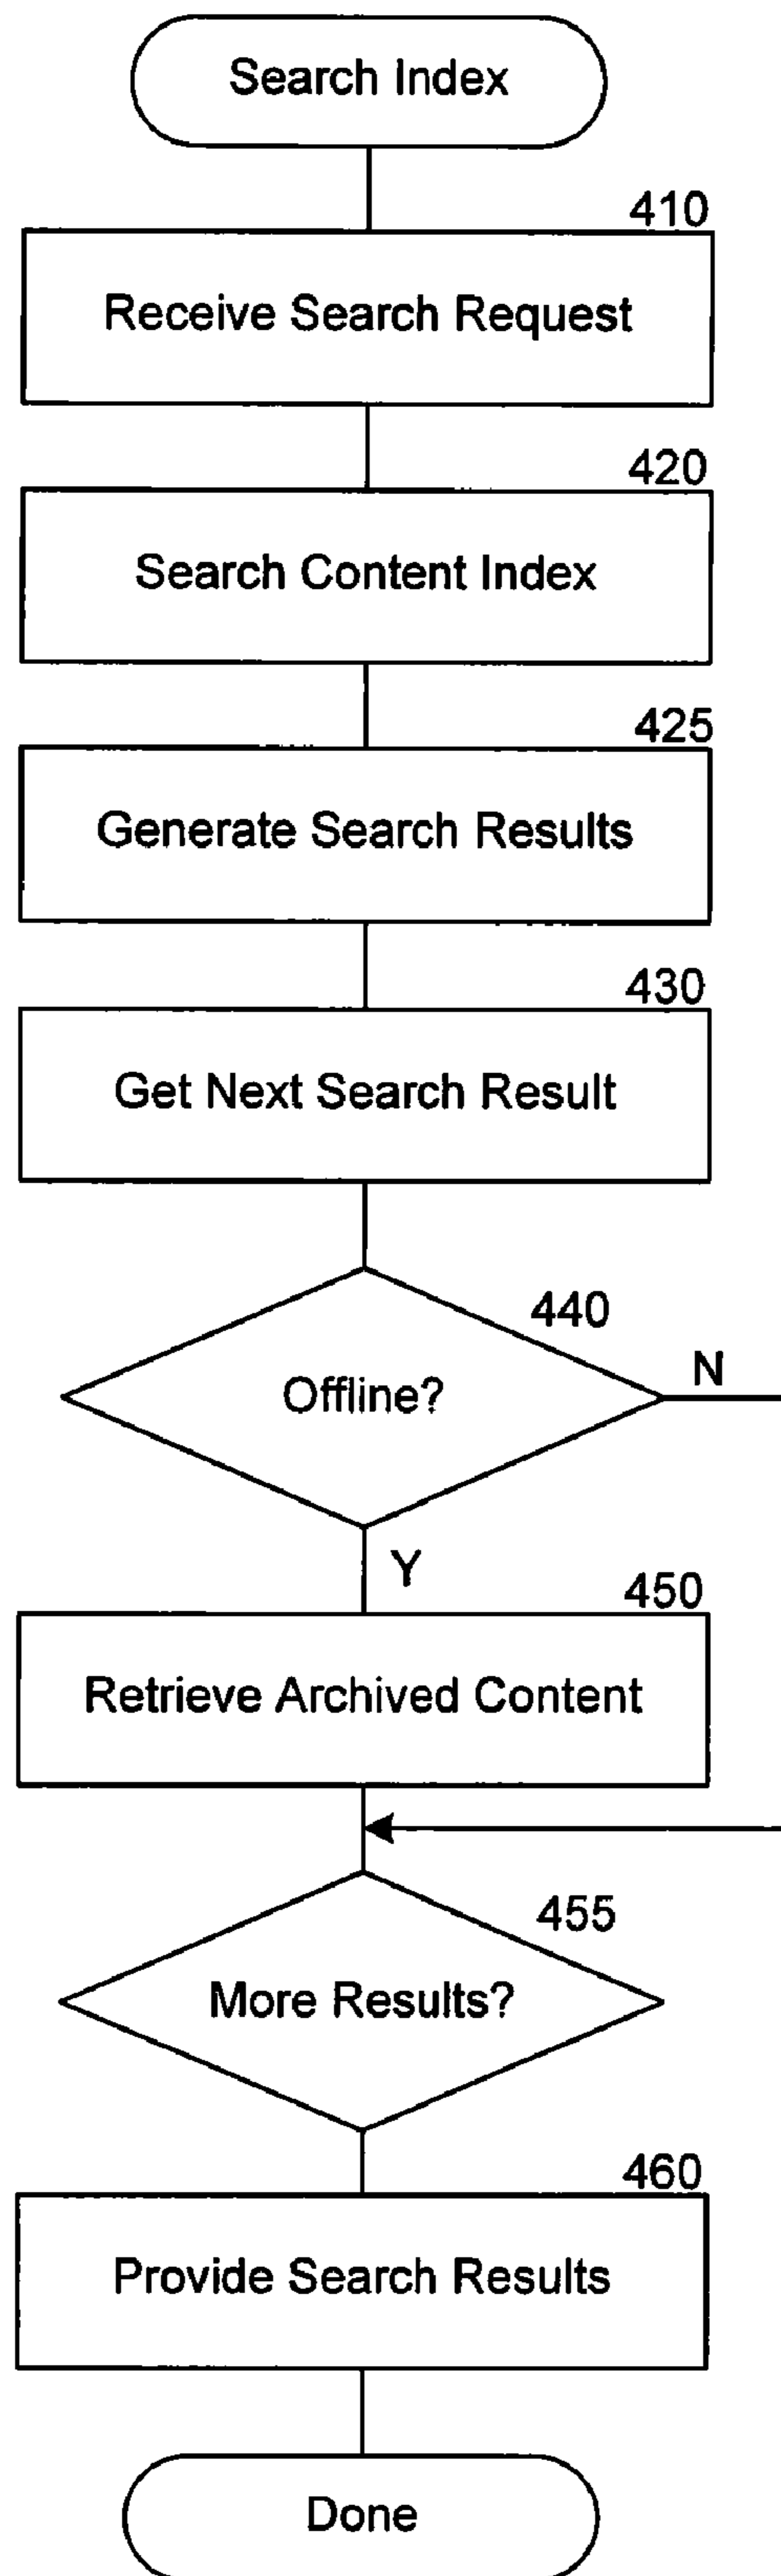 Search Index
410
Receive Search Request
420
Search Content Index
425
Generate Search Results
430
Get Next Search Result
440
Offline?
N
Y
450
Retrieve Archived Content
455
More Results?
460
Provide Search Results
Done